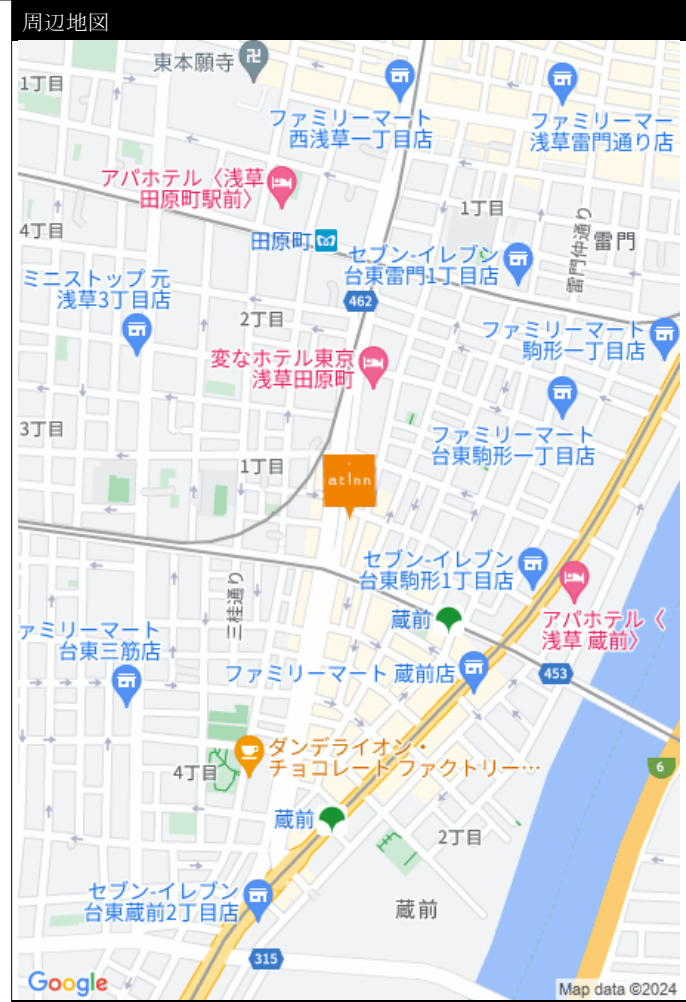 周辺地図
東本願寺
1丁目
ファミリーマート
西浅草一丁目店
ファミリーマー
浅草雷門通り店
アパホテル〈浅草
田原町駅前〉
1丁目
4丁目
田原町
雷門仲通り
雷門
セブン-イレブン
台東雷門1丁目店
ミニストップ 元
浅草3丁目店
462
2丁目
ファミリーマート
駒形一丁目店
変なホテル東京
浅草田原町
3丁目
ファミリーマート
台東駒形一丁目店
1丁目
at inn
セブン-イレブン
台東駒形1丁目店
三桂通り
蔵前
アパホテル〈
浅草 蔵前〉
ァミリーマート
台東三筋店
ファミリーマート 蔵前店
453
ダンデライオン・
チョコレート ファクトリー…
4丁目
6
蔵前
2丁目
セブン-イレブン
台東蔵前2丁目店
蔵前
315
Google
Map data ©2024